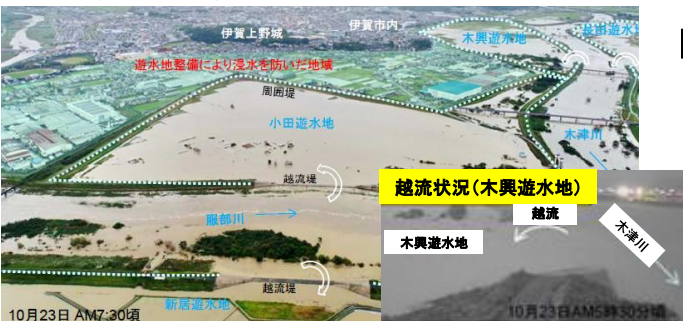 伊賀上野城
伊賀市内
木興遊水地
長田遊水地
遊水地整備により浸水を防いだ地域
周囲堤
小田遊水地
木津川
越流堤
服部川
越流堤
新居遊水地
10月23日 AM7:30頃
越流状況(木興遊水地)
越流
木興遊水地
木津川
10月23日AM5時30分頃